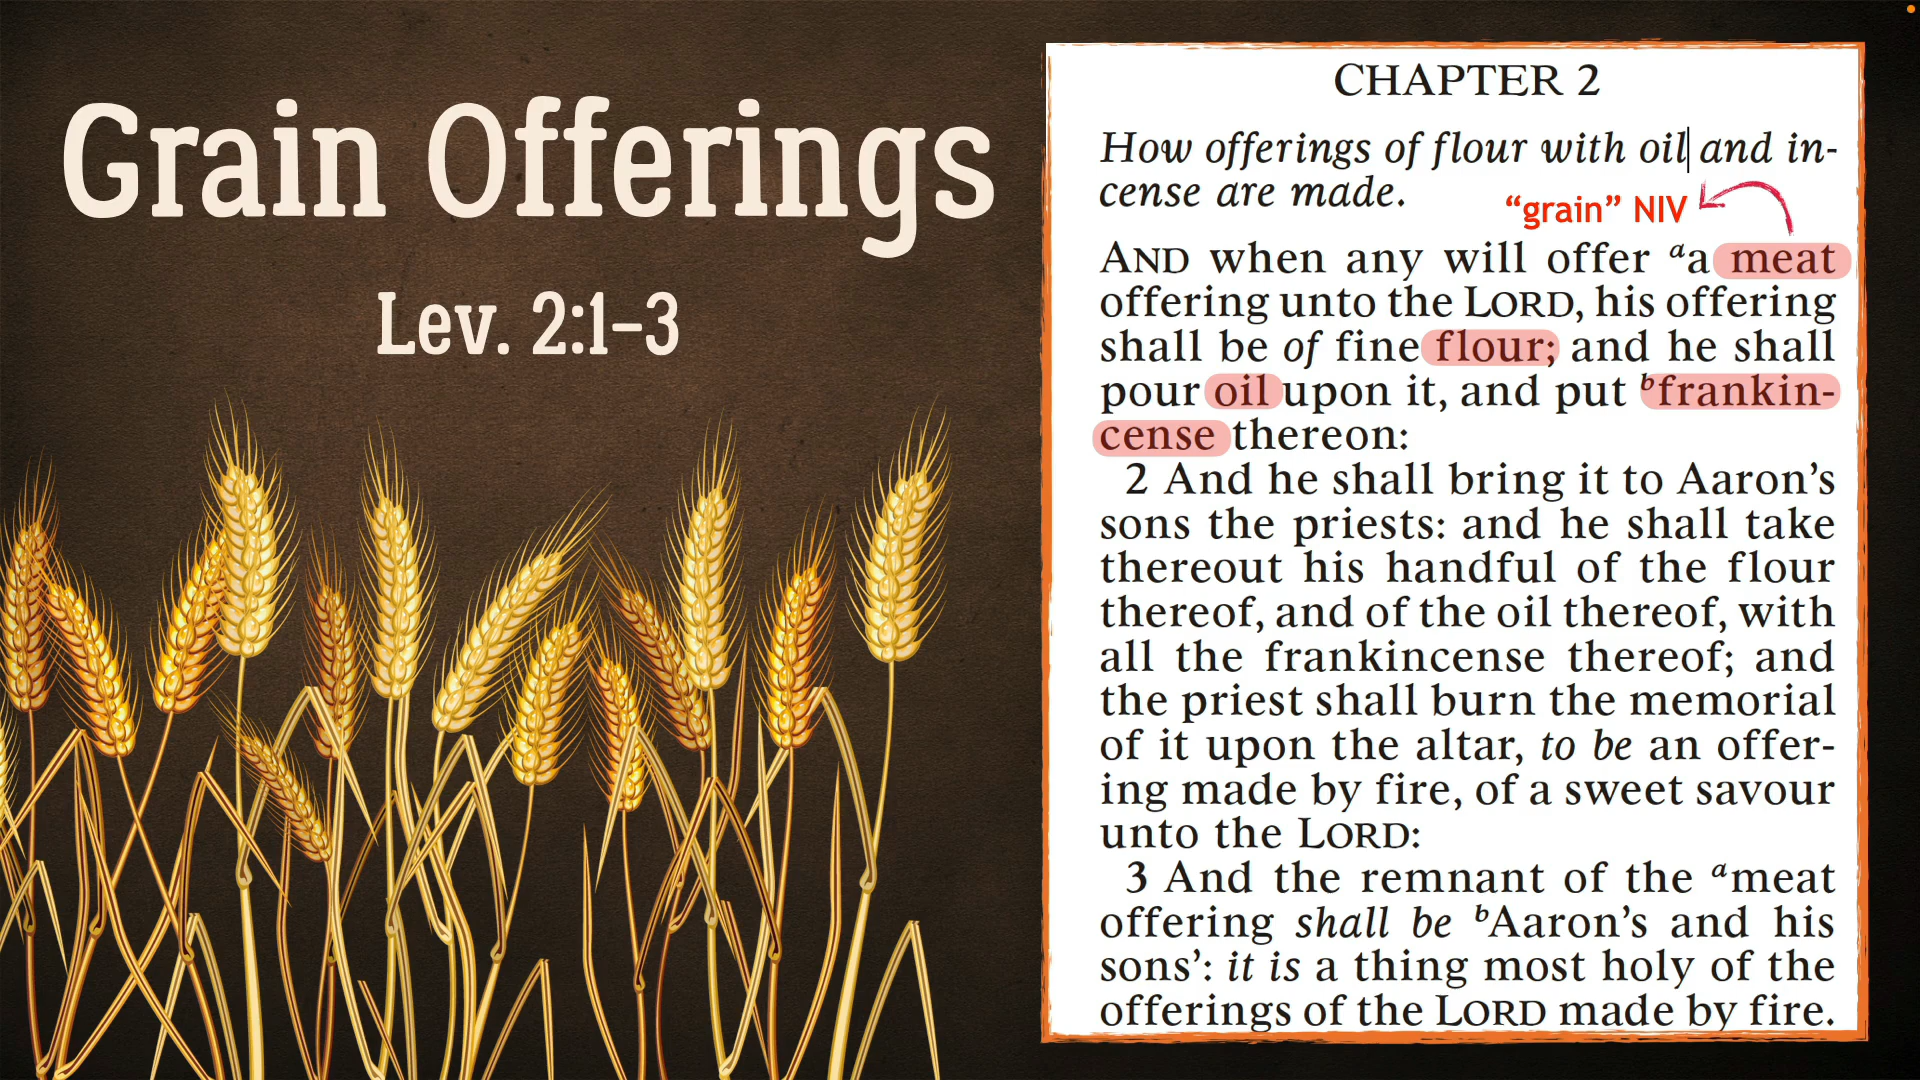 Grain Offerings
Lev. 2:1–3
CHAPTER 2
How offerings of flour with oil and in-
cense are made.
“grain” NIV
AND when any will offer ᵃa meat
offering unto the LORD, his offering
shall be of fine flour; and he shall
pour oil upon it, and put ᵇfrankin-
cense thereon:
2 And he shall bring it to Aaron’s
sons the priests: and he shall take
thereout his handful of the flour
thereof, and of the oil thereof, with
all the frankincense thereof; and
the priest shall burn the memorial
of it upon the altar, to be an offer-
ing made by fire, of a sweet savour
unto the LORD:
3 And the remnant of the ᵃmeat
offering shall be ᵇAaron’s and his
sons’: it is a thing most holy of the
offerings of the LORD made by fire.